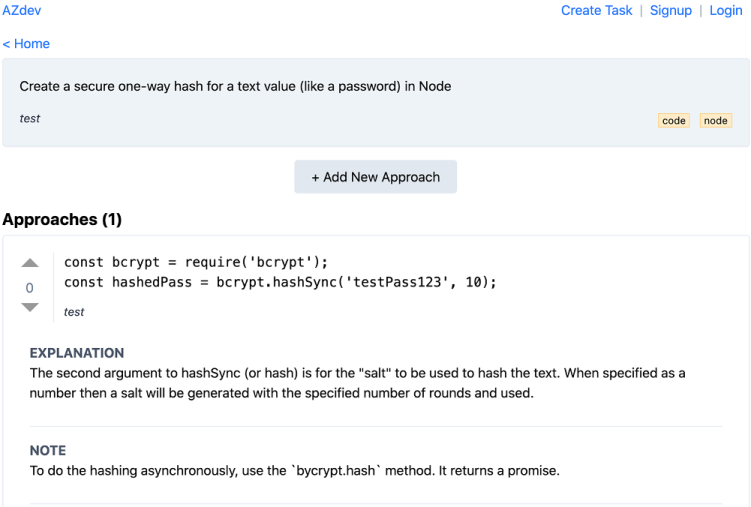 AZdev
Create Task | Signup | Login
< Home
Create a secure one-way hash for a text value (like a password) in Node
test
code node
+ Add New Approach
Approaches (1)
const bcrypt = require('bcrypt');
const hashedPass = bcrypt.hashSync('testPass123', 10);
0
test
EXPLANATION
The second argument to hashSync (or hash) is for the "salt" to be used to hash the text. When specified as a
number then a salt will be generated with the specified number of rounds and used.
NOTE
To do the hashing asynchronously, use the `bycrypt.hash` method. It returns a promise.